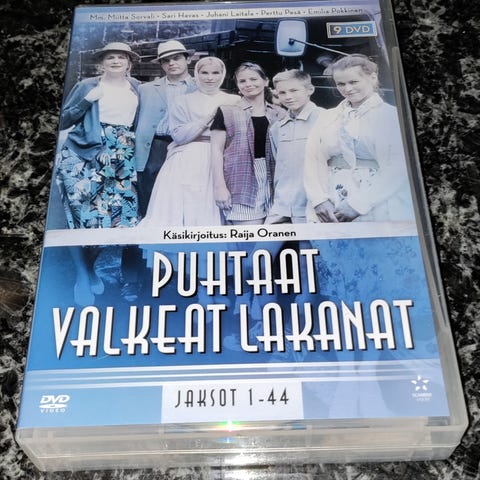 Mm. Miitta Sorvali • Sari Havas • Juhani Laitala • Perttu Pesä • Emilia Pokkinen
9 DVD
Käsikirjoitus: Raija Oranen
PUHTAAT
VALKEAT LAKANAT
JAKSOT 1-44
DVD
VIDEO
SCANBOX